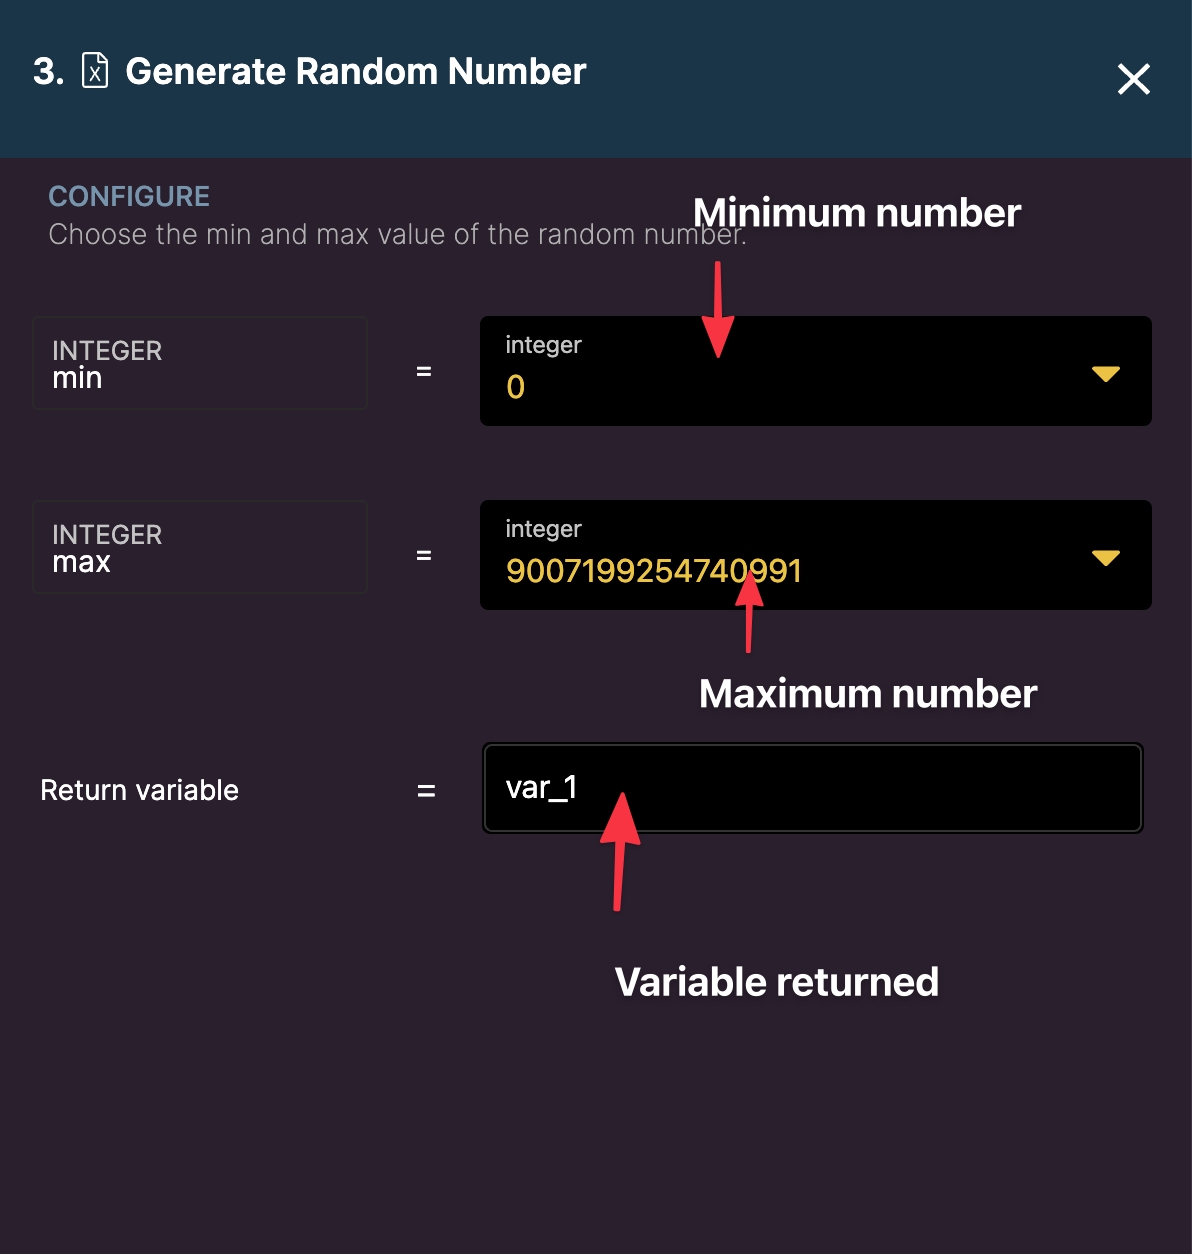 3. Generate Random Number
CONFIGURE
Minimum number
Choose the min and max value of the random number.
INTEGER
min
=
integer
0
INTEGER
max
=
integer
9007199254740991
Maximum number
Return variable
=
var_1
Variable returned